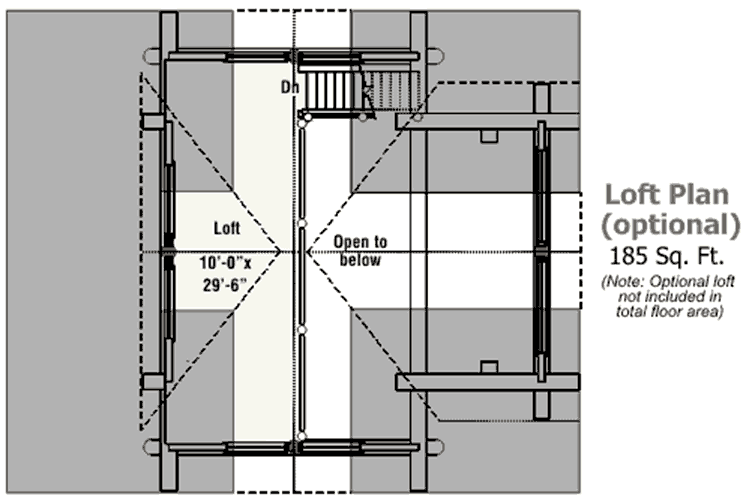 Dn
Loft
10'-0"x
29'-6"
Open to
below
Loft Plan
(optional)
185 Sq. Ft.
(Note: Optional loft
not included in
total floor area)